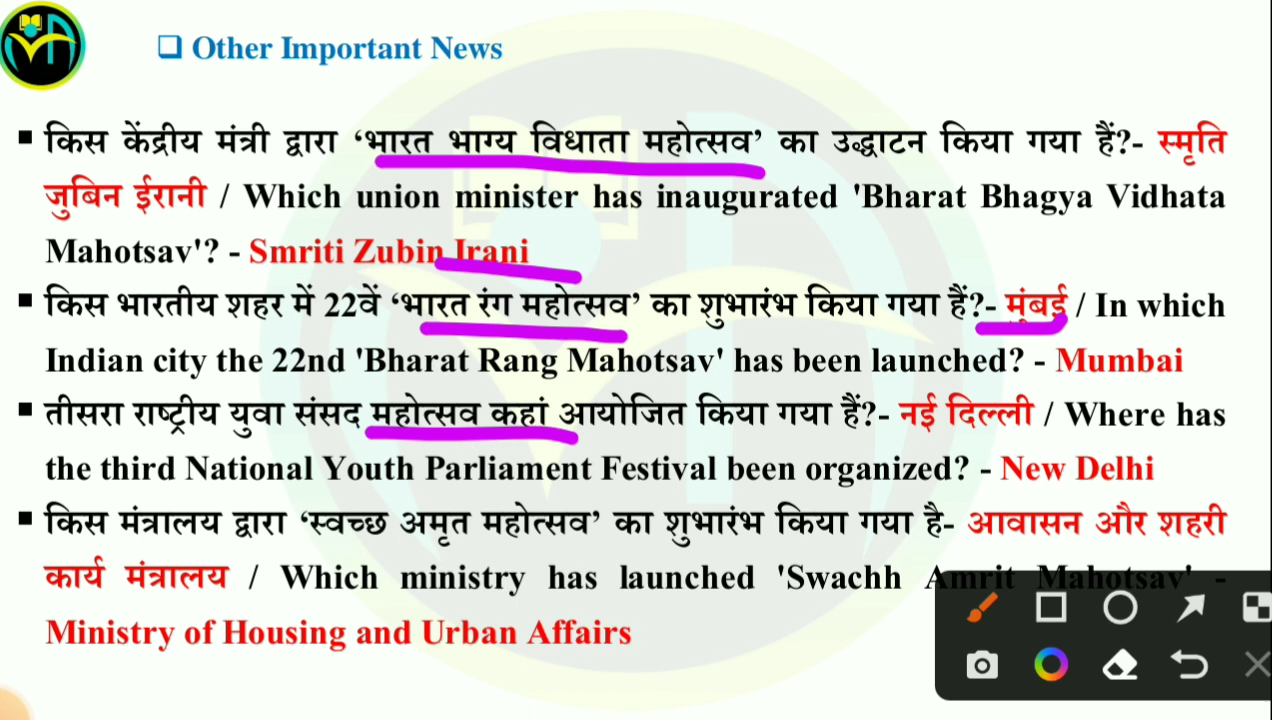 ❑ Other Important News
▪ किस केंद्रीय मंत्री द्वारा ‘भारत भाग्य विधाता महोत्सव’ का उद्घाटन किया गया हैं?- स्मृति
जुबिन ईरानी / Which union minister has inaugurated 'Bharat Bhagya Vidhata
Mahotsav'? - Smriti Zubin Irani
▪ किस भारतीय शहर में 22वें ‘भारत रंग महोत्सव’ का शुभारंभ किया गया हैं?- मुंबई / In which
Indian city the 22nd 'Bharat Rang Mahotsav' has been launched? - Mumbai
▪ तीसरा राष्ट्रीय युवा संसद महोत्सव कहां आयोजित किया गया हैं?- नई दिल्ली / Where has
the third National Youth Parliament Festival been organized? - New Delhi
▪ किस मंत्रालय द्वारा ‘स्वच्छ अमृत महोत्सव’ का शुभारंभ किया गया है- आवासन और शहरी
कार्य मंत्रालय / Which ministry has launched 'Swachh Amrit Mahotsav' -
Ministry of Housing and Urban Affairs